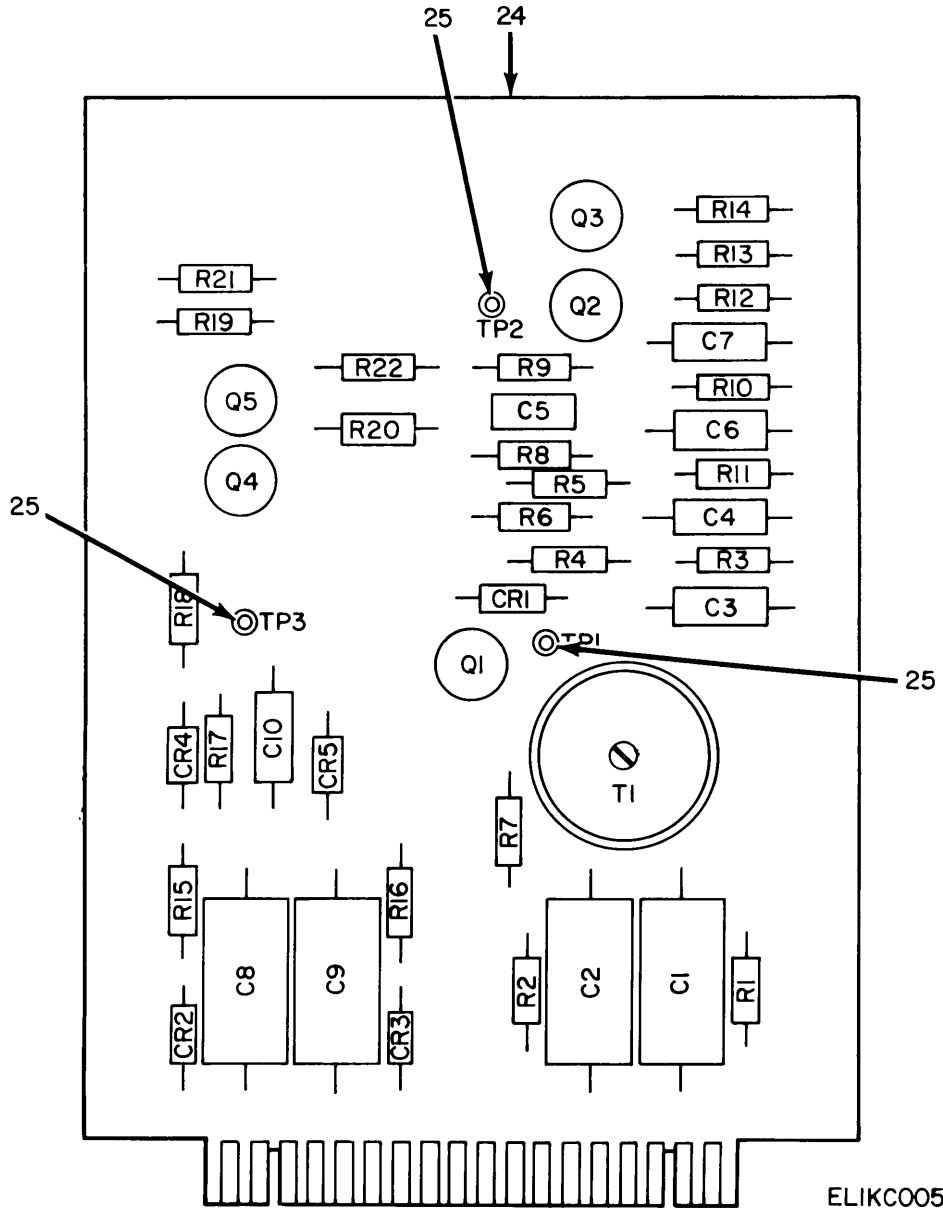 25 24
Q3 R14
R13
R21 Q2 R12
R19 TP2 C7
R22 R9
Q5 C5 R10
R20 C6
Q4 R8 R11
R5
25 R6 C4
R4 R3
R18 CR1 C3
TP3 TP1
Q1 25
CR4 R17 C10 CR5 T1
R7
R15 R16
C8 C9 R2 C2 C1 R1
CR2 CR3
ELIKC005